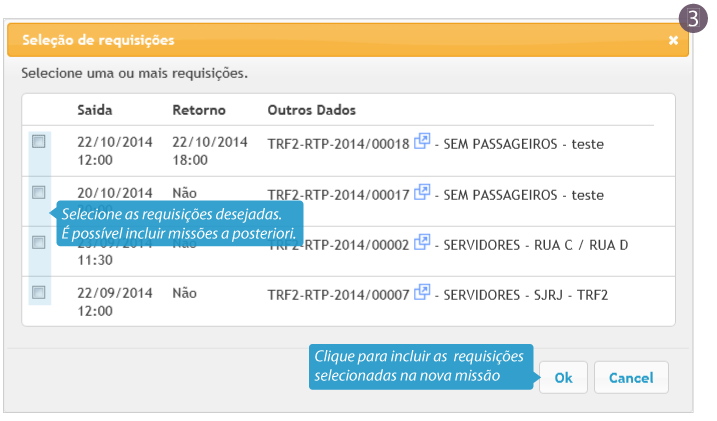 3
Seleção de requisições
Selecione uma ou mais requisições.
Saida Retorno Outros Dados
22/10/2014 22/10/2014 TRF2-RTP-2014/00018 - SEM PASSAGEIROS - teste
12:00 18:00
20/10/2014 Não TRF2-RTP-2014/00017 - SEM PASSAGEIROS - teste
Selecione as requisições desejadas.
É possível incluir missões a posteriori.
23/09/2014 Não TRF2-RTP-2014/00002 - SERVIDORES - RUA C / RUA D
11:30
22/09/2014 Não TRF2-RTP-2014/00007 - SERVIDORES - SJRJ - TRF2
12:00
Clique para incluir as requisições
selecionadas na nova missão
Ok Cancel